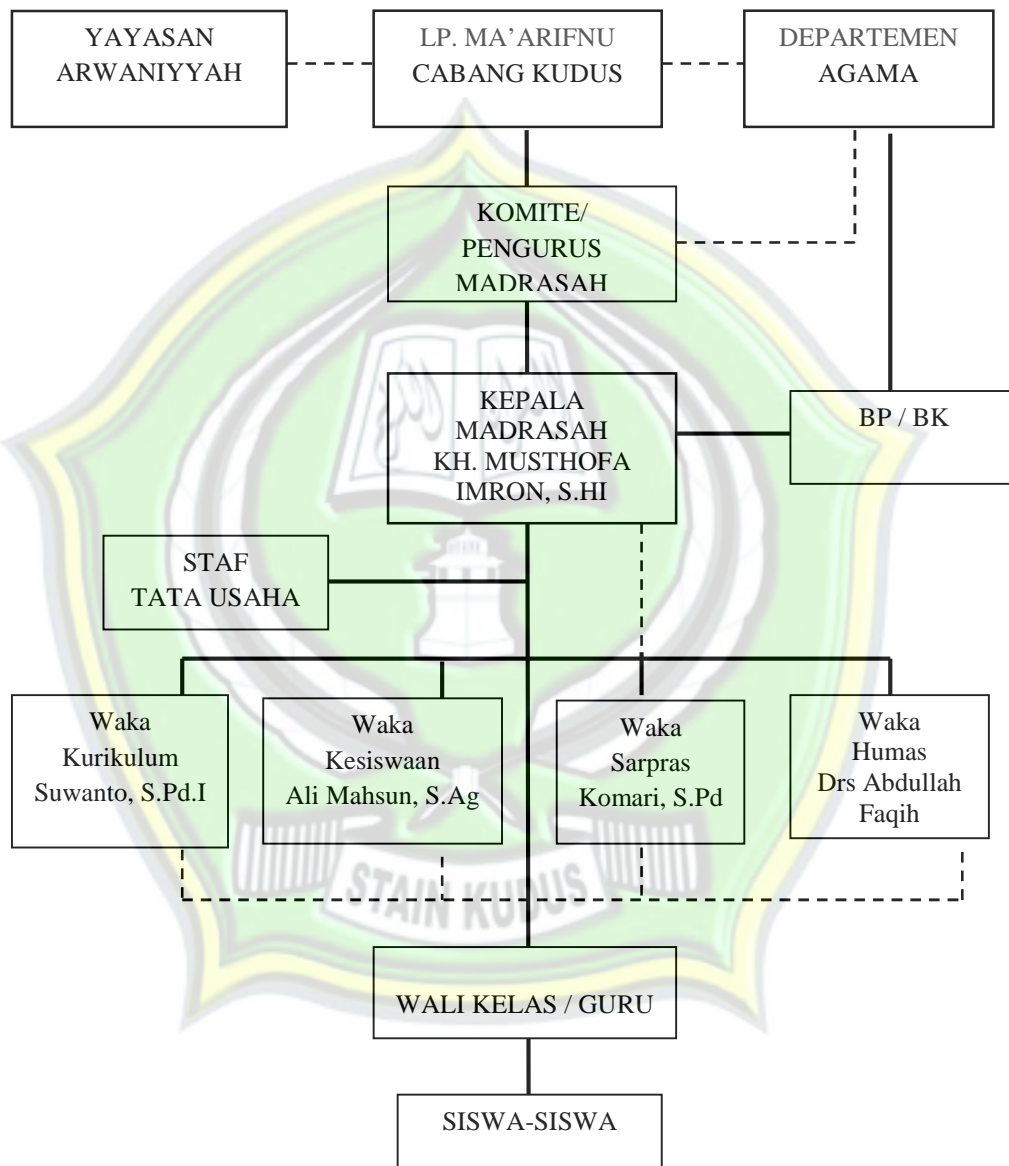 YAYASAN
ARWANIYYAH
LP. MA’ARIFNU
CABANG KUDUS
DEPARTEMEN
AGAMA
KOMITE/
PENGURUS
MADRASAH
KEPALA
MADRASAH
KH. MUSTHOFA
IMRON, S.HI
BP / BK
STAF
TATA USAHA
Waka
Kurikulum
Suwanto, S.Pd.I
Waka
Kesiswaan
Ali Mahsun, S.Ag
Waka
Sarpras
Komari, S.Pd
Waka
Humas
Drs Abdullah
Faqih
STAIN KUDUS
WALI KELAS / GURU
SISWA-SISWA